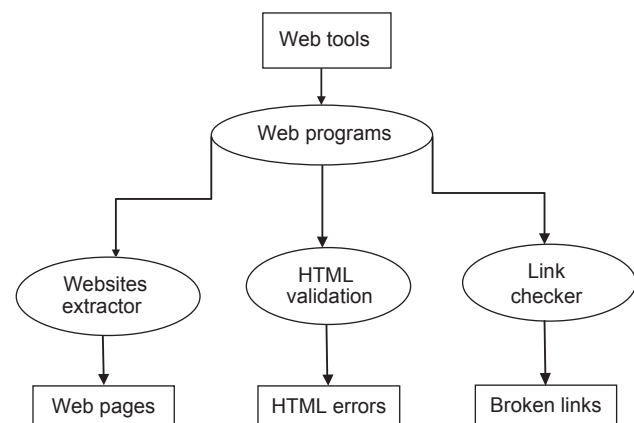 Web tools
Web programs
Websites
extractor
HTML
validation
Link
checker
Web pages
HTML errors
Broken links